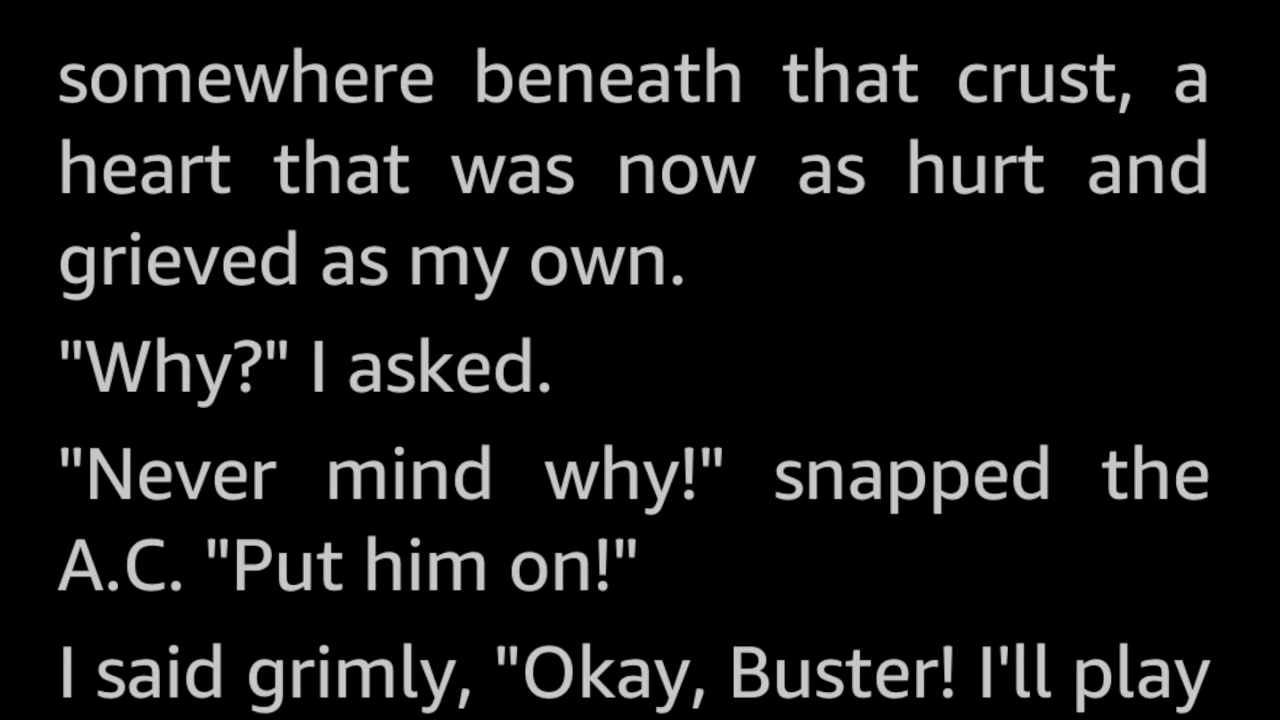 somewhere beneath that crust, a
heart that was now as hurt and
grieved as my own.
"Why?" I asked.
"Never mind why!" snapped the
A.C. "Put him on!"
I said grimly, "Okay, Buster! I'll play